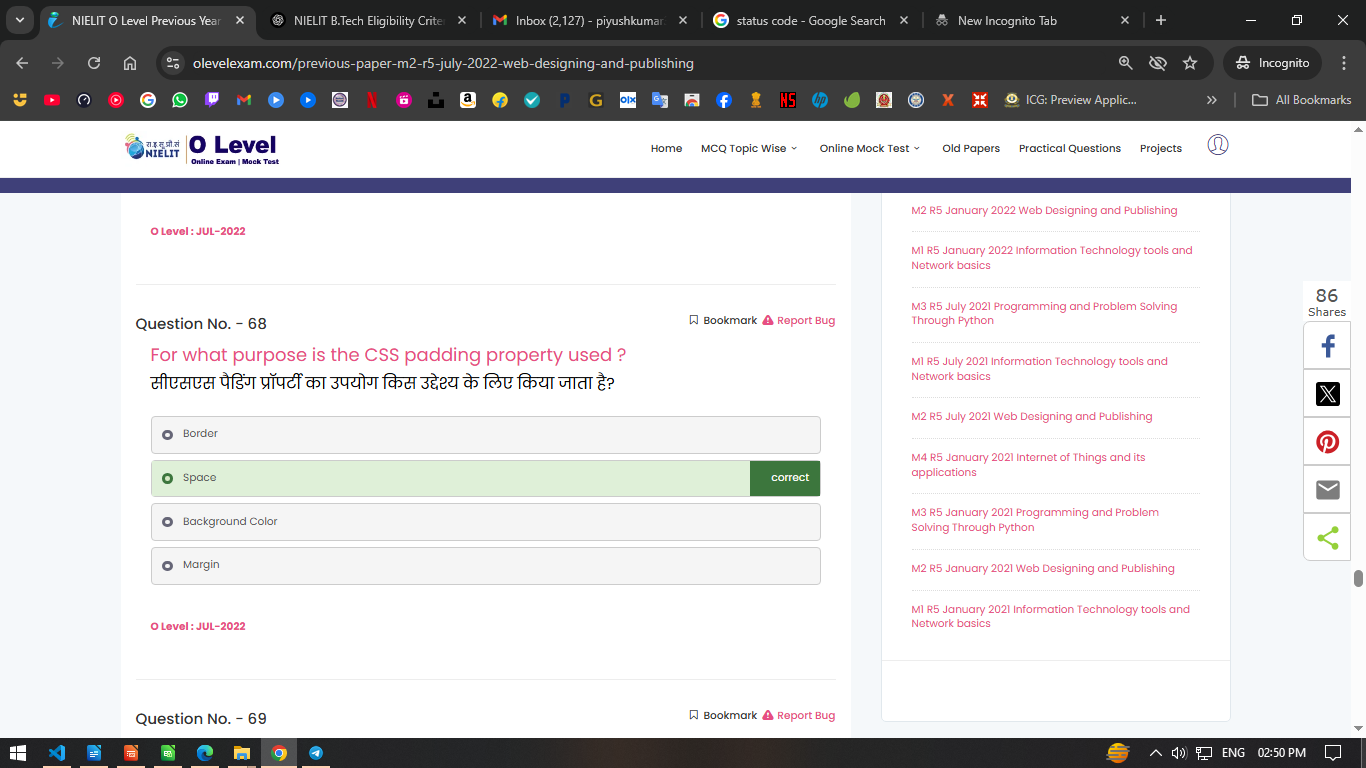 NIELIT O Level Previous Year
NIELIT B.Tech Eligibility Criter
Inbox (2,127) - piyushkumar
status code - Google Search
New Incognito Tab
olevelexam.com/previous-paper-m2-r5-july-2022-web-designing-and-publishing
Incognito
ICG: Preview Applic...
All Bookmarks
रा.इ.सू.प्रौ.सं
NIELIT
O Level
Online Exam | Mock Test
Home
MCQ Topic Wise
Online Mock Test
Old Papers
Practical Questions
Projects
O Level : JUL-2022
Question No. - 68
Bookmark
Report Bug
For what purpose is the CSS padding property used ?
सीएसएस पैडिंग प्रॉपर्टी का उपयोग किस उद्देश्य के लिए किया जाता है?
Border
Space
correct
Background Color
Margin
O Level : JUL-2022
Question No. - 69
Bookmark
Report Bug
M2 R5 January 2022 Web Designing and Publishing
M1 R5 January 2022 Information Technology tools and
Network basics
M3 R5 July 2021 Programming and Problem Solving
Through Python
M1 R5 July 2021 Information Technology tools and
Network basics
M2 R5 July 2021 Web Designing and Publishing
M4 R5 January 2021 Internet of Things and its
applications
M3 R5 January 2021 Programming and Problem
Solving Through Python
M2 R5 January 2021 Web Designing and Publishing
M1 R5 January 2021 Information Technology tools and
Network basics
86
Shares
ENG
02:50 PM